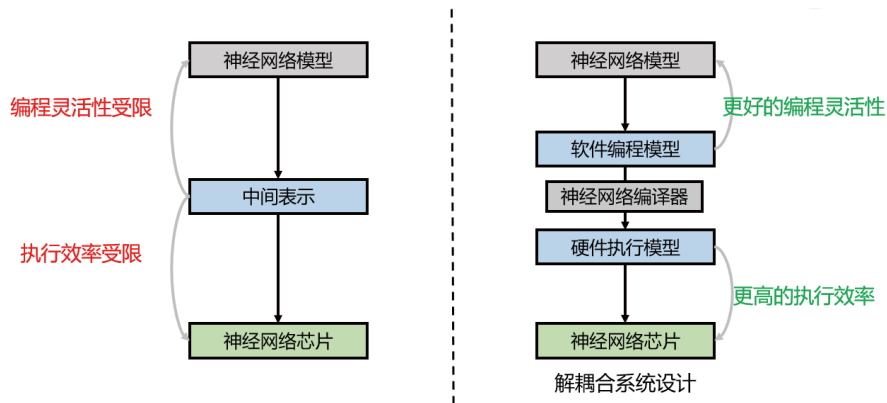 神经网络模型
编程灵活性受限
中间表示
执行效率受限
神经网络芯片
神经网络模型
更好的编程灵活性
软件编程模型
神经网络编译器
硬件执行模型
更高的执行效率
神经网络芯片
解耦合系统设计